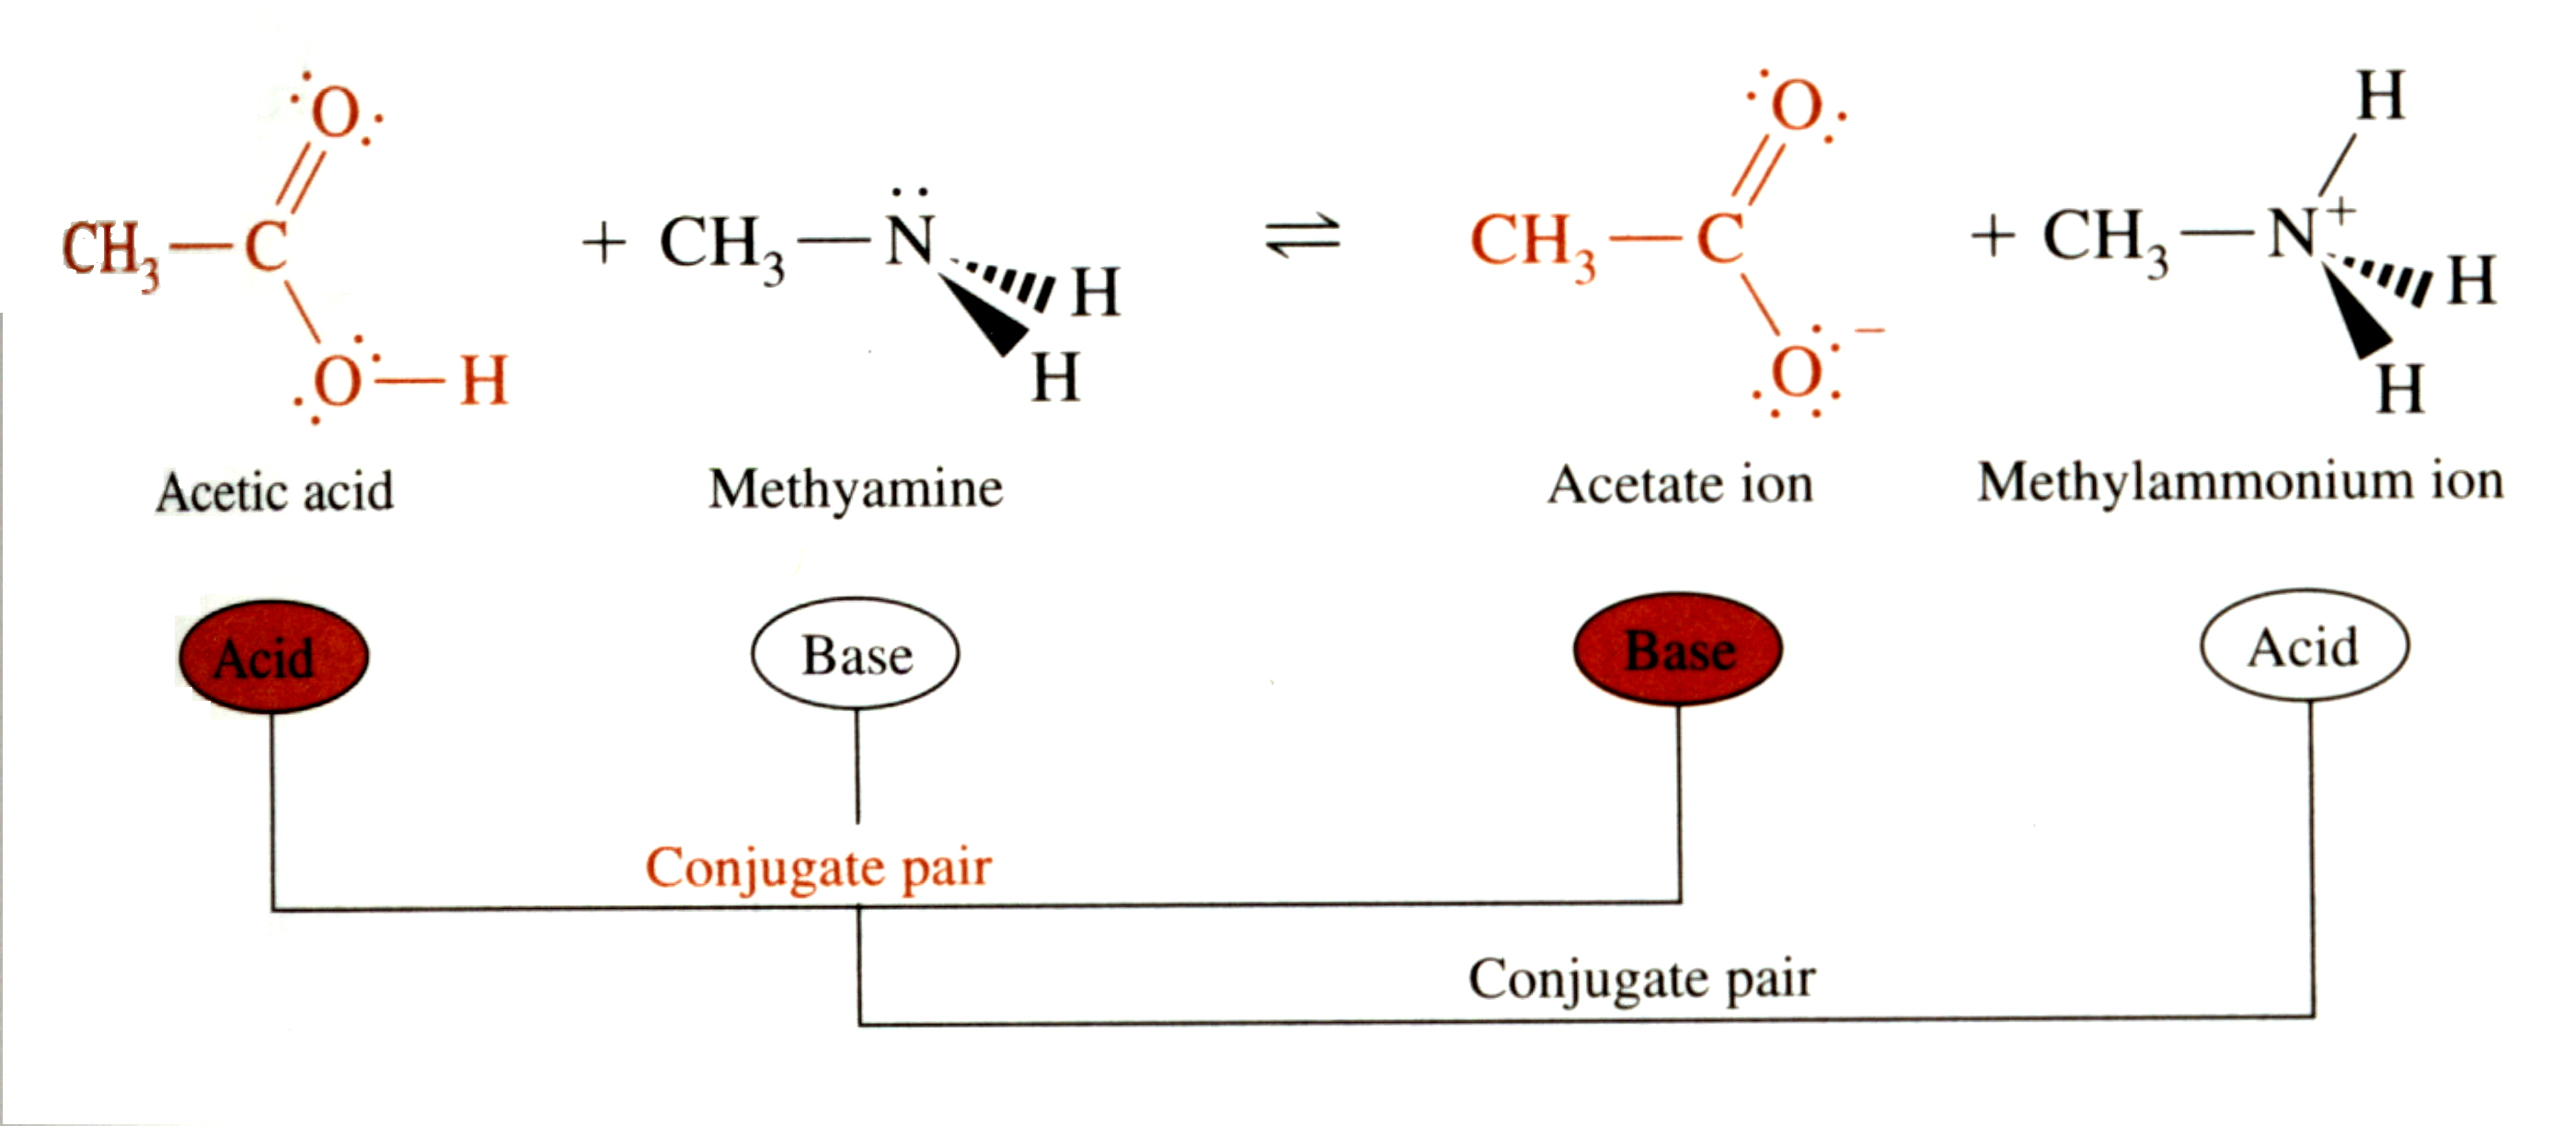 O H
CH3—C + CH3—N̈ ⇌ CH3—C + CH3—N+
H O H
O—H H O− H
Acetic acid Methyamine Acetate ion Methylammonium ion
Acid Base Base Acid
Conjugate pair
Conjugate pair